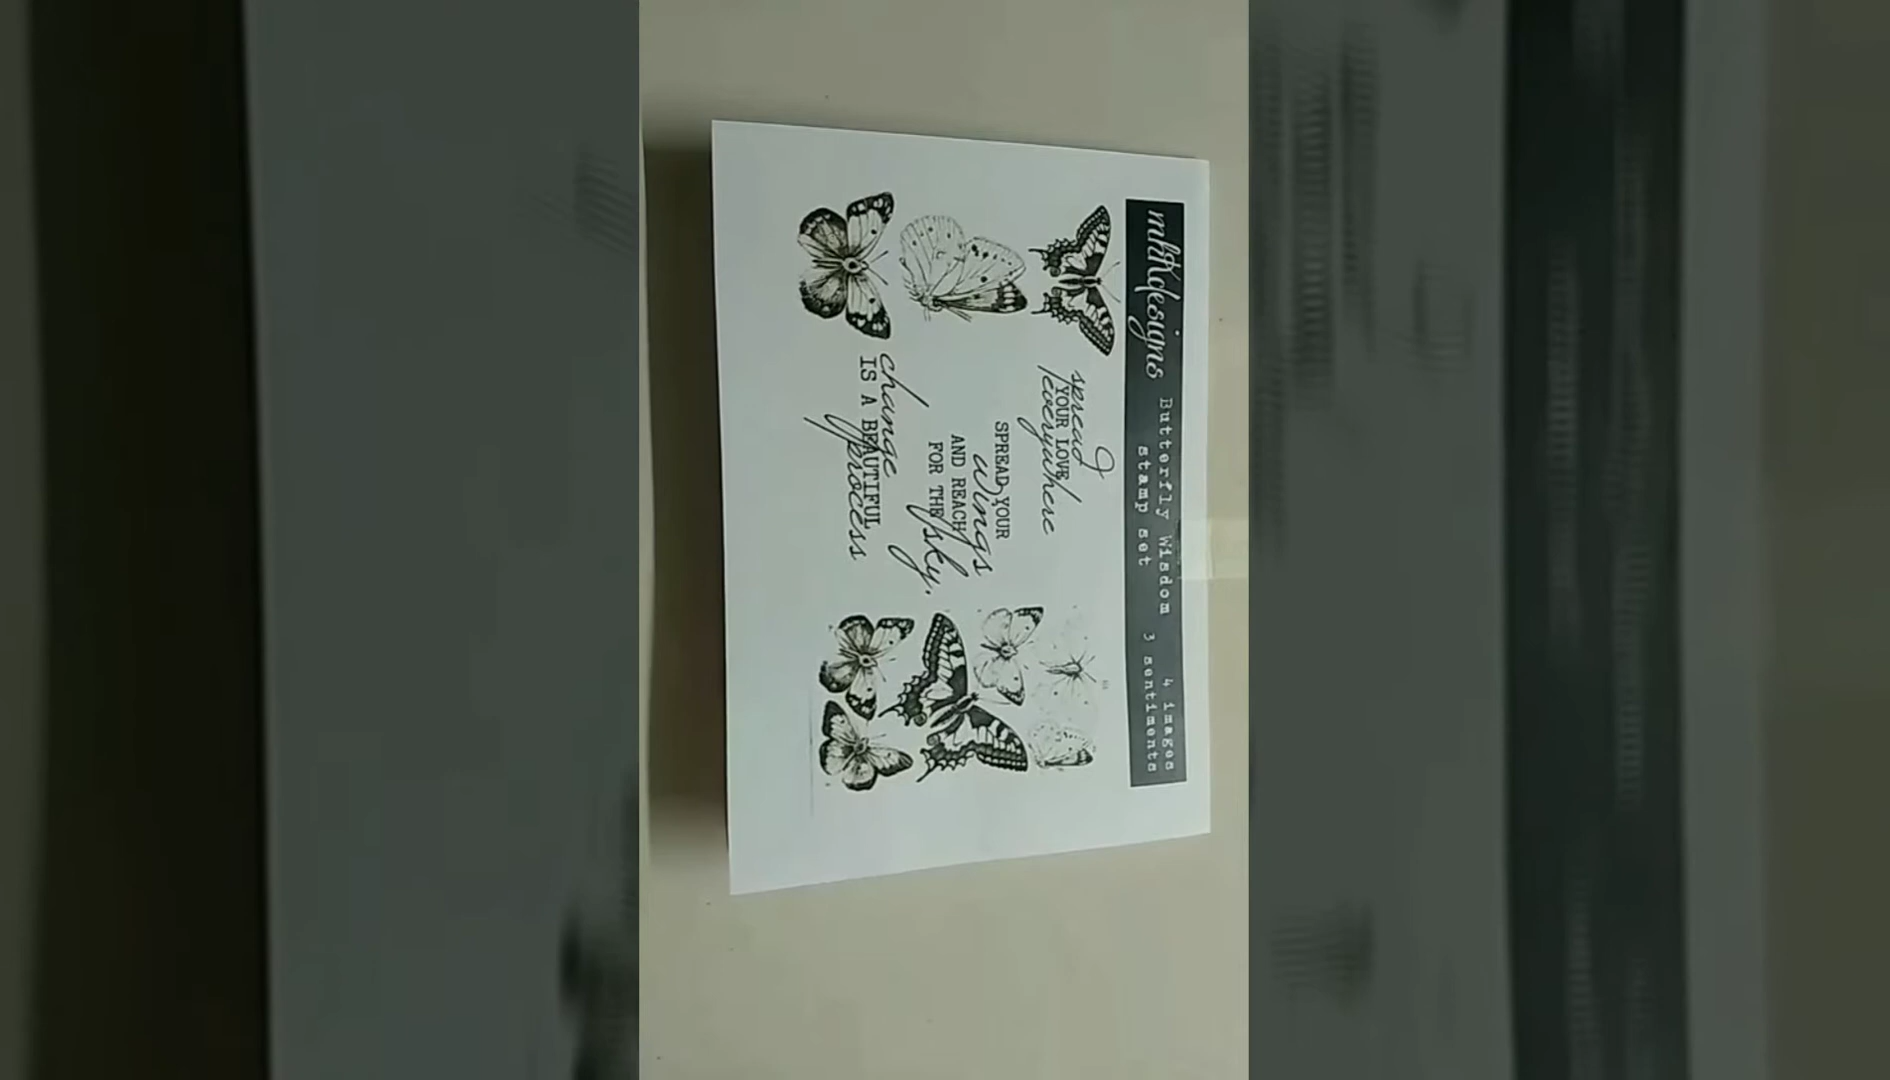 mhkdesigns
Butterfly Wisdom
stamp set
4 images
3 sentiments
spread
YOUR LOVE
everywhere
SPREAD YOUR
wings
AND REACH
FOR THE sky.
change
IS A BEAUTIFUL
process